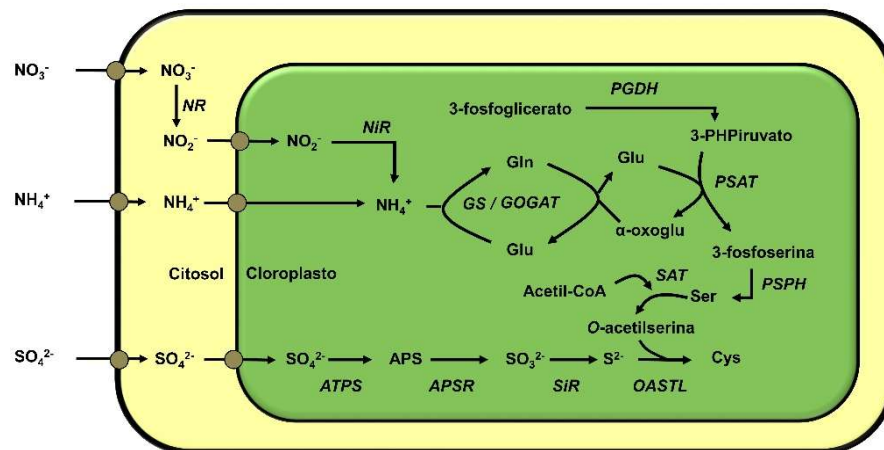 NO₃⁻
NO₃⁻
NR
NO₂⁻
NO₂⁻
NiR
3-fosfoglicerato
PGDH
3-PHPiruvato
Gln
Glu
PSAT
NH₄⁺
NH₄⁺
NH₄⁺
GS / GOGAT
Glu
α-oxoglu
3-fosfoserina
Citosol
Cloroplasto
Acetil-CoA
SAT
Ser
PSPH
O-acetilserina
SO₄²⁻
SO₄²⁻
SO₄²⁻
APS
SO₃²⁻
S²⁻
Cys
ATPS
APSR
SiR
OASTL